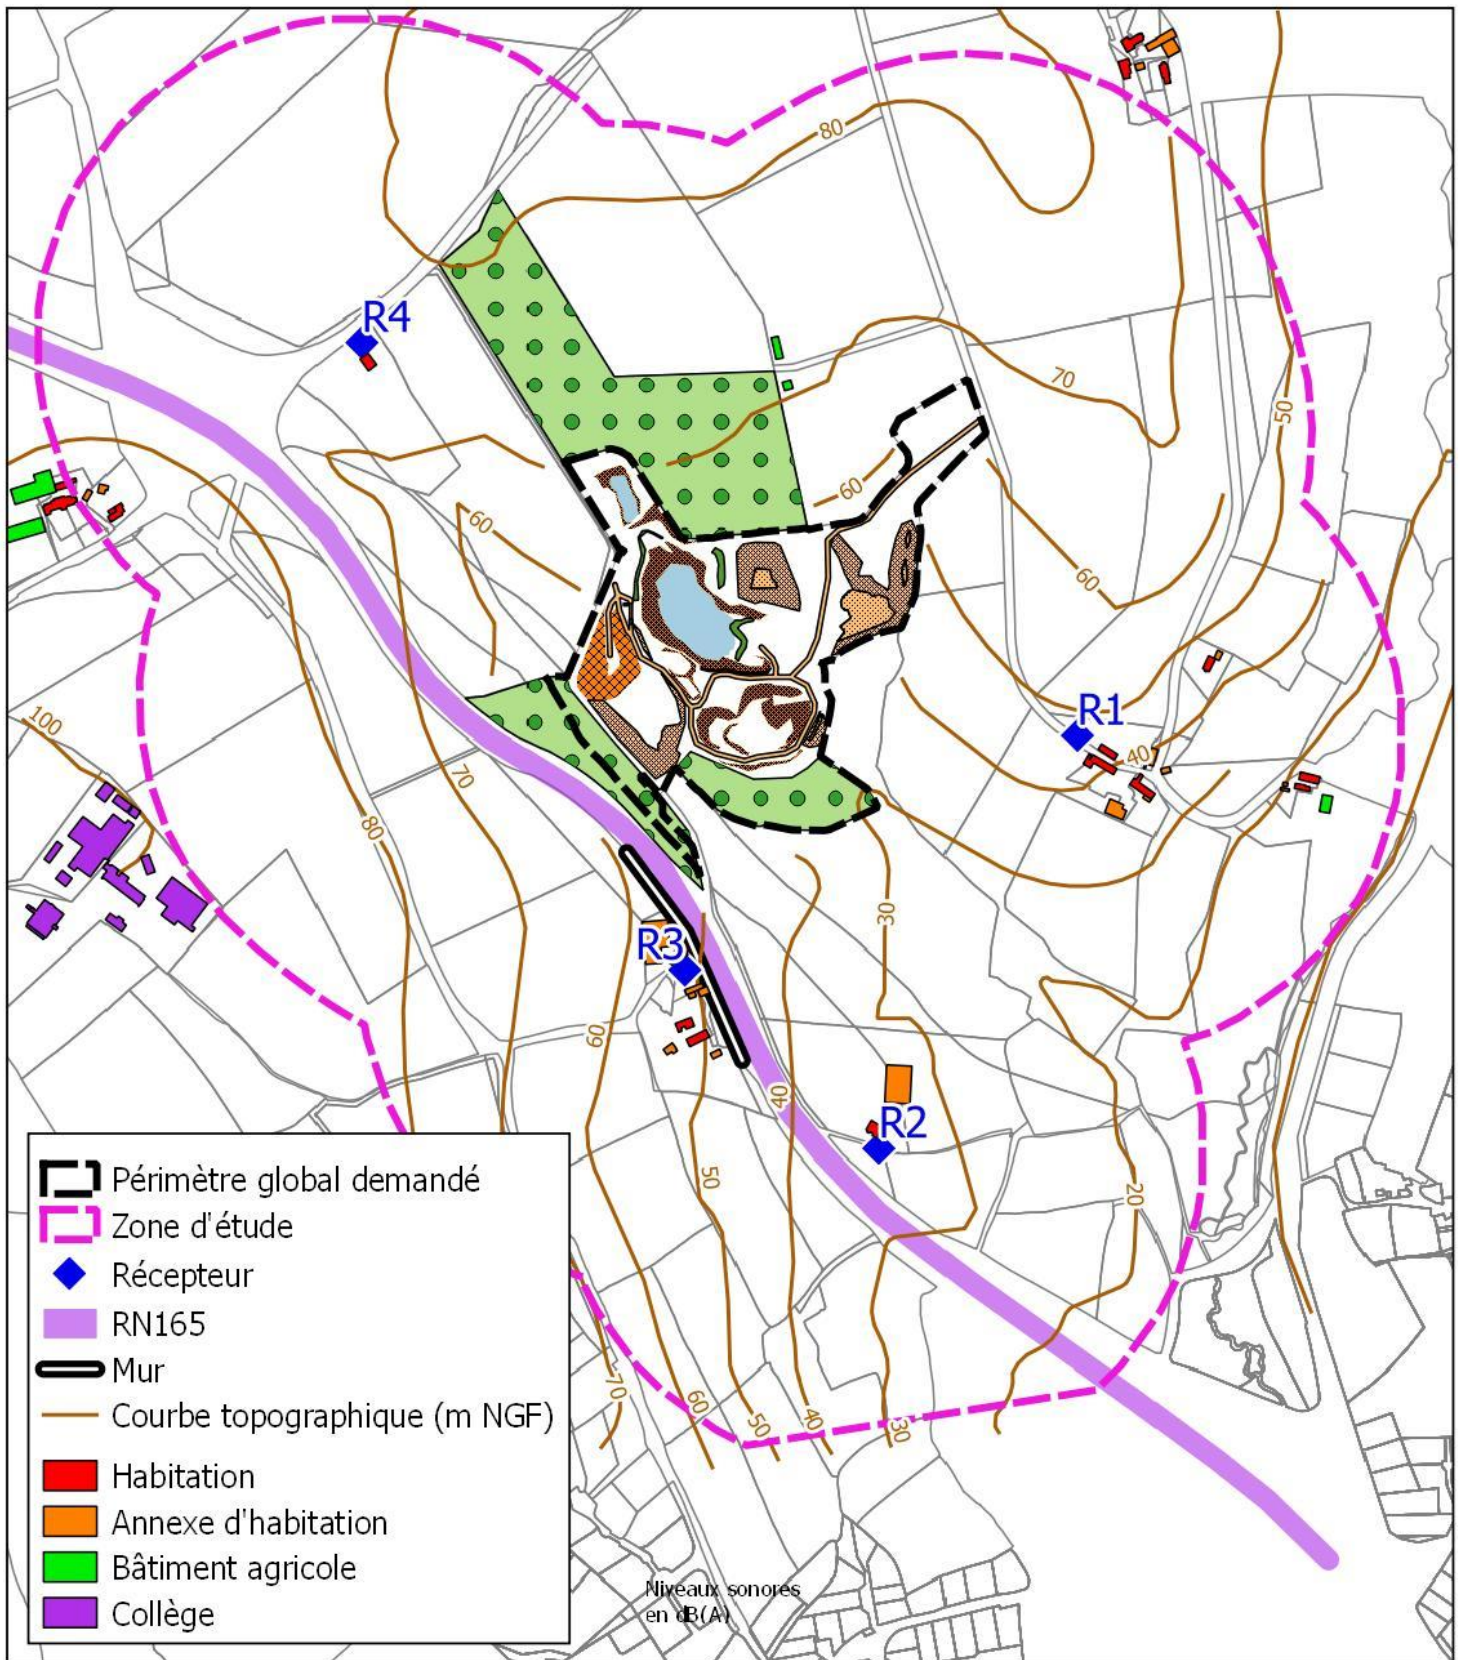 80
R4
70
50
60
60
60
R1
40
100
70
80
30
R3
60
40
R2
50
20
70
60
50
40
30
Périmètre global demandé
Zone d'étude
Récepteur
RN165
Mur
Courbe topographique (m NGF)
Habitation
Annexe d'habitation
Bâtiment agricole
Collège
Niveaux sonores
en dB(A)